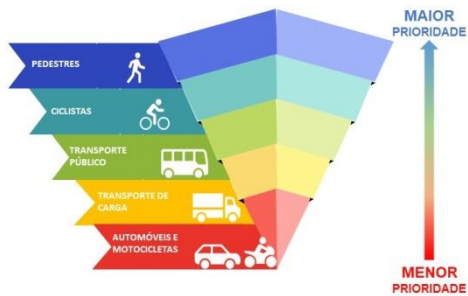 MAIOR
PRIORIDADE
PEDESTRES
CICLISTAS
TRANSPORTE
PÚBLICO
TRANSPORTE DE
CARGA
AUTOMÓVEIS E
MOTOCICLETAS
MENOR
PRIORIDADE